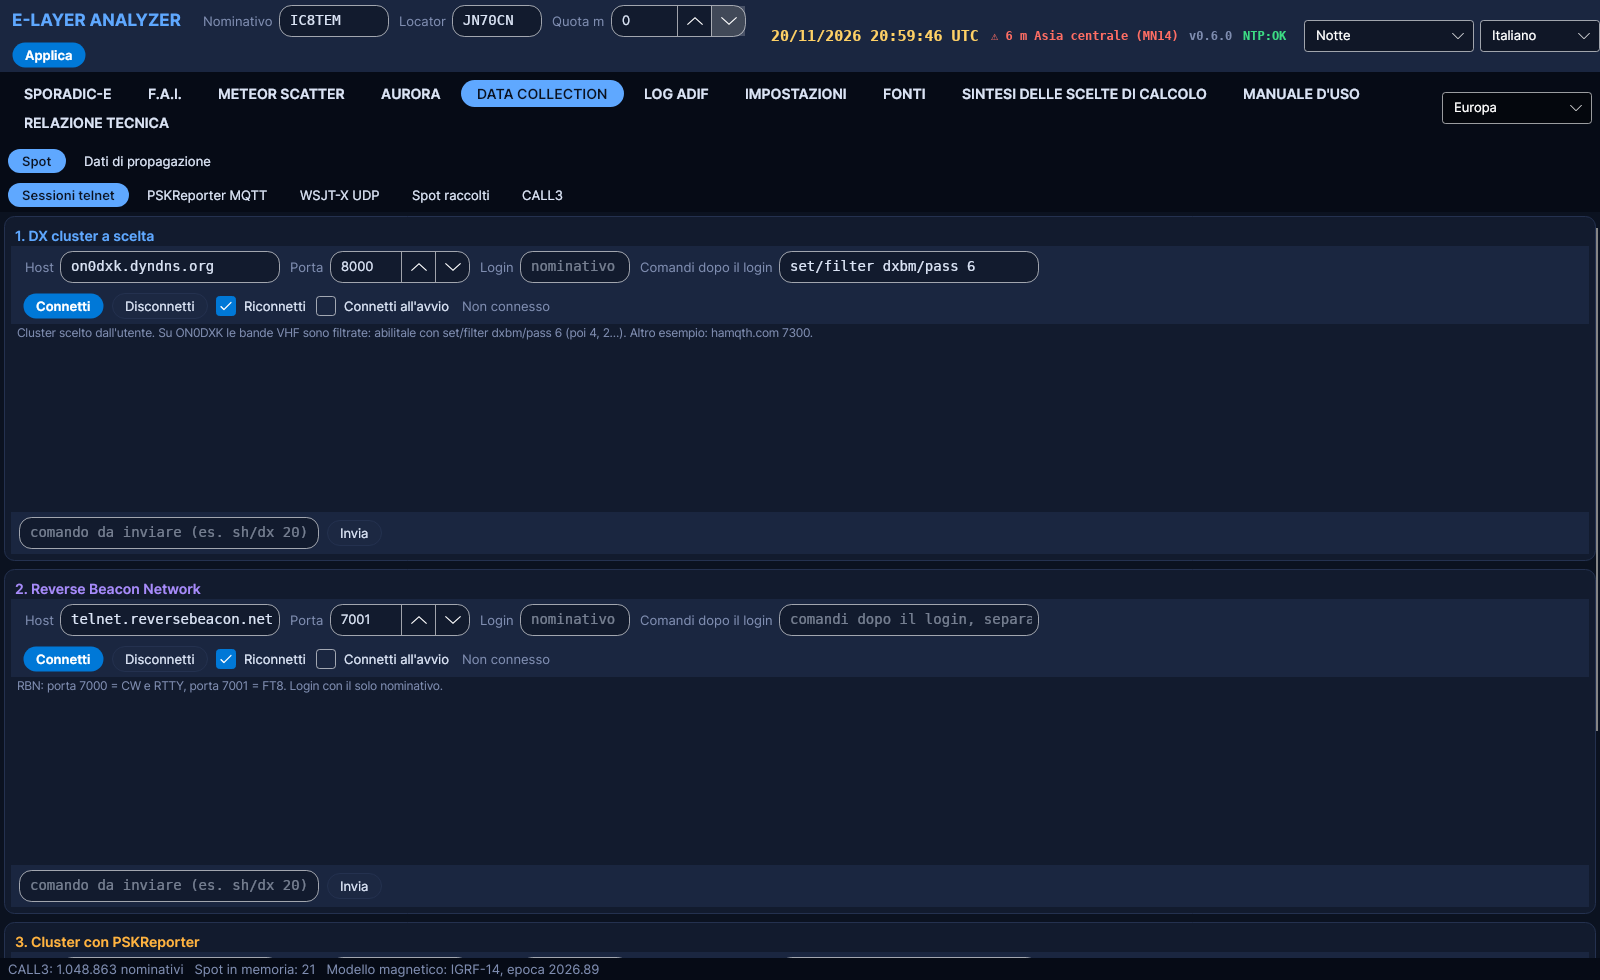 E-LAYER ANALYZER Nominativo IC8TEM Locator JN70CN Quota m 0
20/11/2026 20:59:46 UTC ⚠ 6 m Asia centrale (MN14) v0.6.0 NTP:OK Notte Italiano
Applica
SPORADIC-E F.A.I. METEOR SCATTER AURORA DATA COLLECTION LOG ADIF IMPOSTAZIONI FONTI SINTESI DELLE SCELTE DI CALCOLO MANUALE D'USO
RELAZIONE TECNICA
Europa
Spot Dati di propagazione
Sessioni telnet PSKReporter MQTT WSJT-X UDP Spot raccolti CALL3
1. DX cluster a scelta
Host on0dxk.dyndns.org Porta 8000 Login nominativo Comandi dopo il login set/filter dxbm/pass 6
Connetti Disconnetti Riconnetti Connetti all'avvio Non connesso
Cluster scelto dall'utente. Su ON0DXK le bande VHF sono filtrate: abilitale con set/filter dxbm/pass 6 (poi 4, 2...). Altro esempio: hamqth.com 7300.
comando da inviare (es. sh/dx 20) Invia
2. Reverse Beacon Network
Host telnet.reversebeacon.net Porta 7001 Login nominativo Comandi dopo il login comandi dopo il login, separa
Connetti Disconnetti Riconnetti Connetti all'avvio Non connesso
RBN: porta 7000 = CW e RTTY, porta 7001 = FT8. Login con il solo nominativo.
comando da inviare (es. sh/dx 20) Invia
3. Cluster con PSKReporter
CALL3: 1.048.863 nominativi Spot in memoria: 21 Modello magnetico: IGRF-14, epoca 2026.89